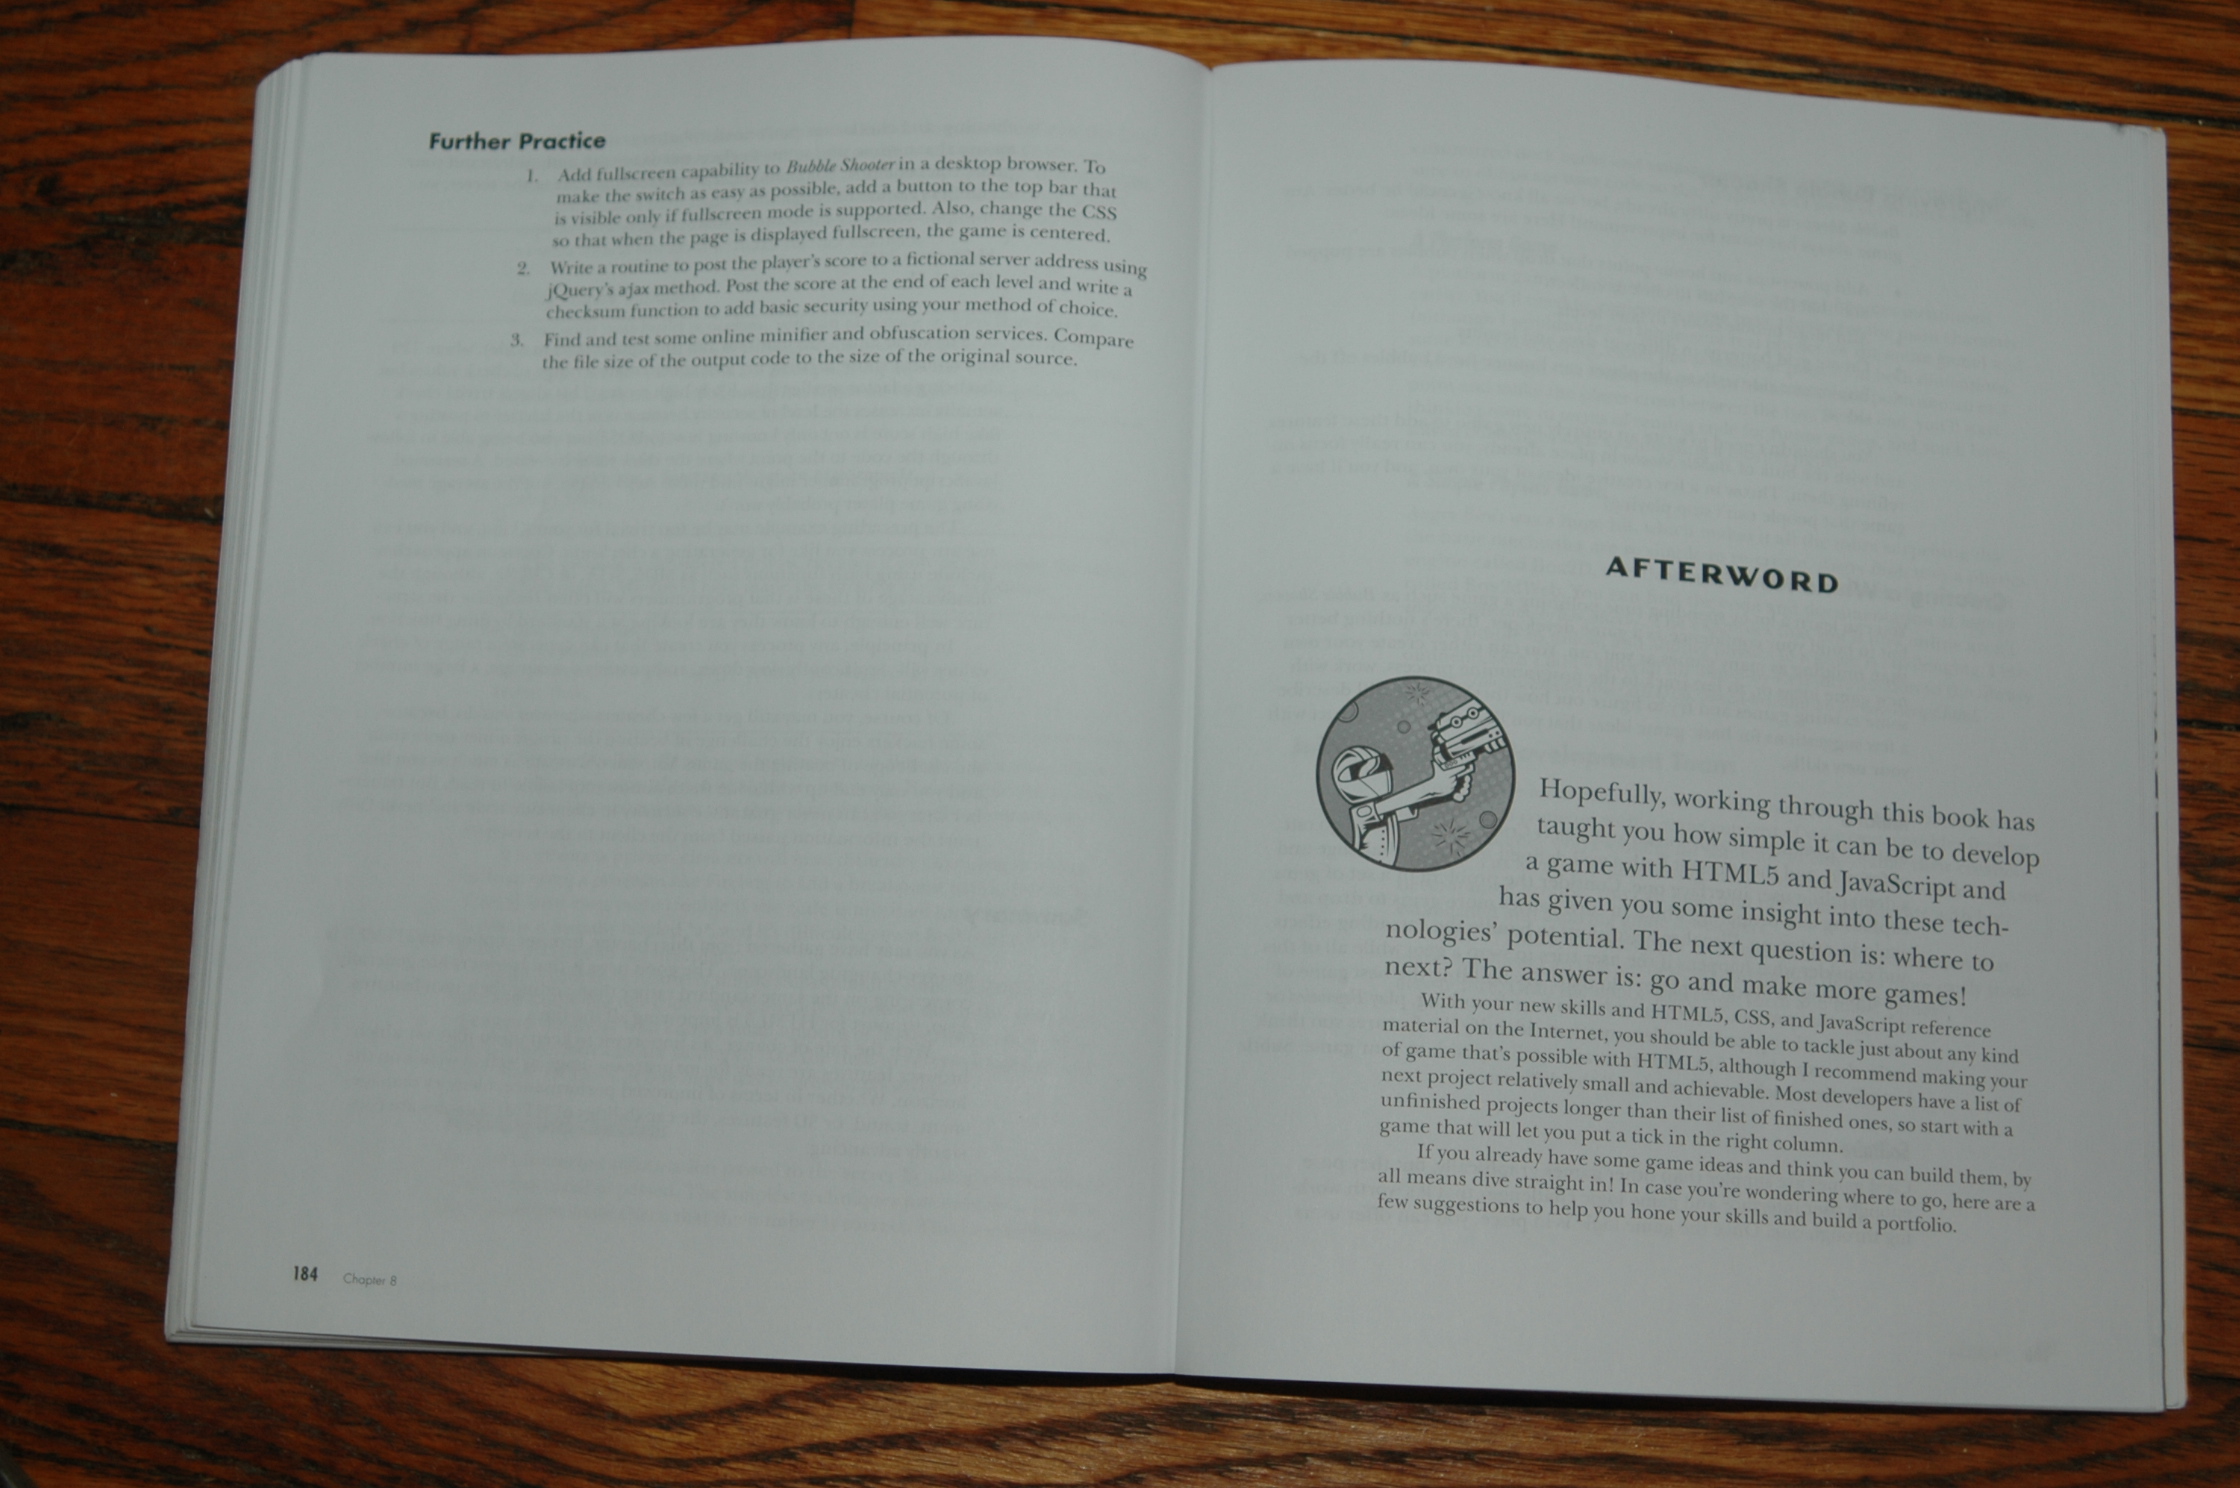 Further Practice
1. Add fullscreen capability to Bubble Shooter in a desktop browser. To
make the switch as easy as possible, add a button to the top bar that
is visible only if fullscreen mode is supported. Also, change the CSS
so that when the page is displayed fullscreen, the game is centered.
2. Write a routine to post the player's score to a fictional server address using
jQuery's ajax method. Post the score at the end of each level and write a
checksum function to add basic security using your method of choice.
3. Find and test some online minifier and obfuscation services. Compare
the file size of the output code to the size of the original source.
184 Chapter 8
AFTERWORD
Hopefully, working through this book has
taught you how simple it can be to develop
a game with HTML5 and JavaScript and
has given you some insight into these tech-
nologies' potential. The next question is: where to
next? The answer is: go and make more games!
With your new skills and HTML5, CSS, and JavaScript reference
material on the Internet, you should be able to tackle just about any kind
of game that's possible with HTML5, although I recommend making your
next project relatively small and achievable. Most developers have a list of
unfinished projects longer than their list of finished ones, so start with a
game that will let you put a tick in the right column.
If you already have some game ideas and think you can build them, by
all means dive straight in! In case you're wondering where to go, here are a
few suggestions to help you hone your skills and build a portfolio.